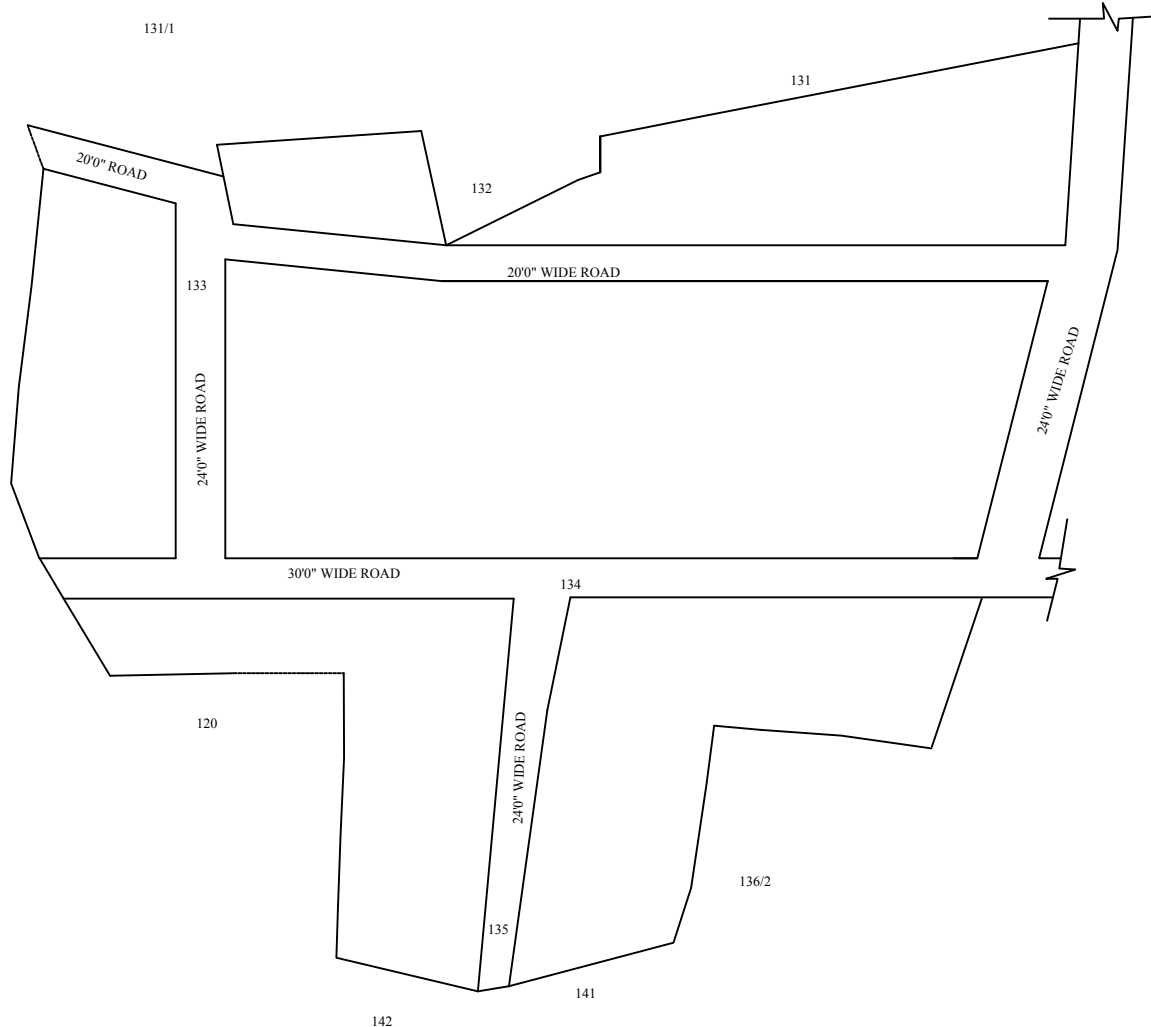 131/1
131
20'0" ROAD
132
20'0" WIDE ROAD
133
24'0" WIDE ROAD
24'0" WIDE ROAD
30'0" WIDE ROAD
134
120
24'0" WIDE ROAD
136/2
135
141
142